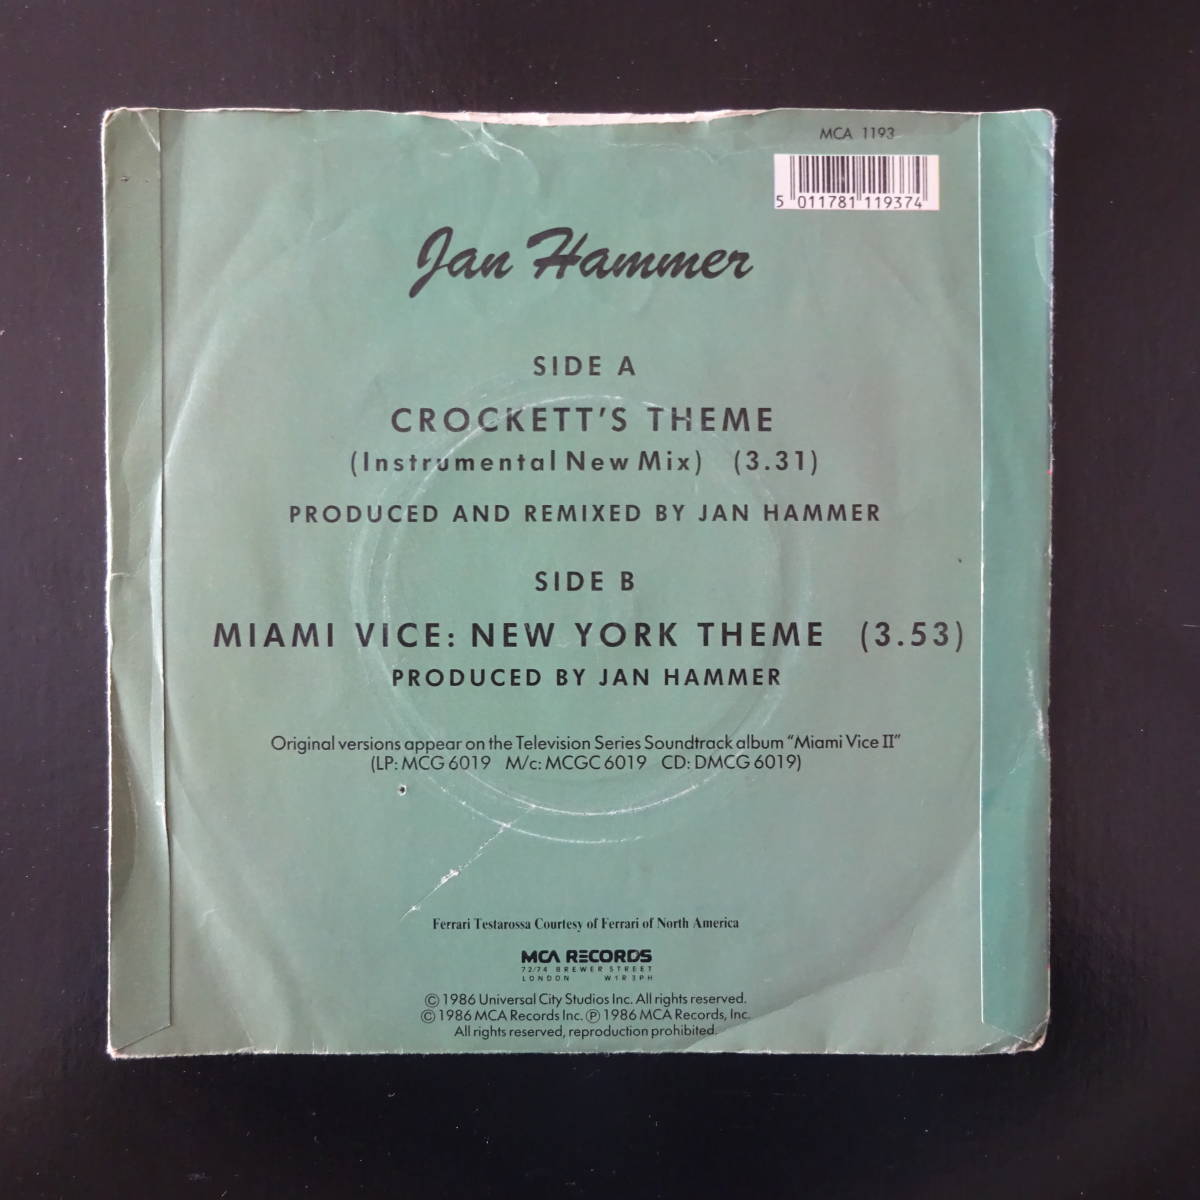 MCA 1193
5 011781 119374
Jan Hammer
SIDE A
CROCKETT'S THEME
(Instrumental New Mix) (3.31)
PRODUCED AND REMIXED BY JAN HAMMER
SIDE B
MIAMI VICE: NEW YORK THEME (3.53)
PRODUCED BY JAN HAMMER
Original versions appear on the Television Series Soundtrack album "Miami Vice II"
(LP: MCG 6019 M/c: MCGC 6019 CD: DMCG 6019)
Ferrari Testarossa Courtesy of Ferrari of North America
MCA RECORDS
72/74 BREWER STREET
LONDON W1R 3PH
© 1986 Universal City Studios Inc. All rights reserved.
© 1986 MCA Records Inc. ℗ 1986 MCA Records, Inc.
All rights reserved, reproduction prohibited.